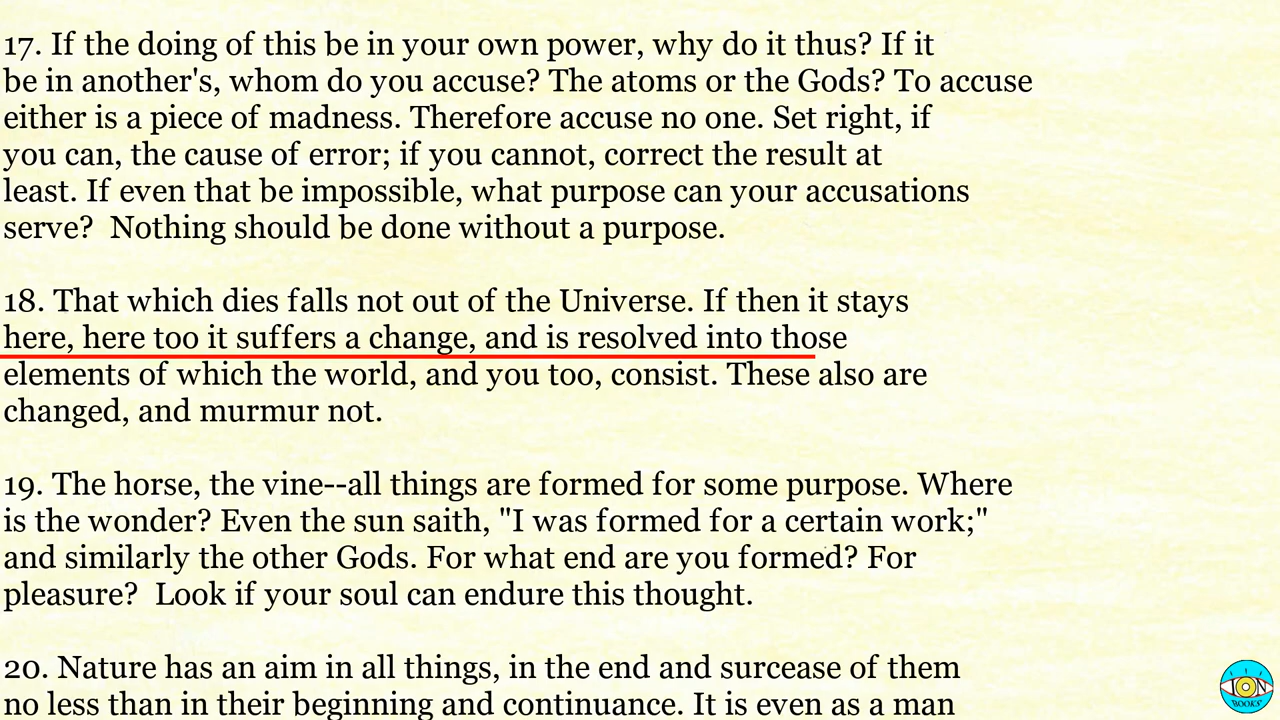 17. If the doing of this be in your own power, why do it thus? If it
be in another's, whom do you accuse? The atoms or the Gods? To accuse
either is a piece of madness. Therefore accuse no one. Set right, if
you can, the cause of error; if you cannot, correct the result at
least. If even that be impossible, what purpose can your accusations
serve?  Nothing should be done without a purpose.
18. That which dies falls not out of the Universe. If then it stays
here, here too it suffers a change, and is resolved into those
elements of which the world, and you too, consist. These also are
changed, and murmur not.
19. The horse, the vine--all things are formed for some purpose. Where
is the wonder? Even the sun saith, "I was formed for a certain work;"
and similarly the other Gods. For what end are you formed? For
pleasure?  Look if your soul can endure this thought.
20. Nature has an aim in all things, in the end and surcease of them
no less than in their beginning and continuance. It is even as a man
ION
BOOKS